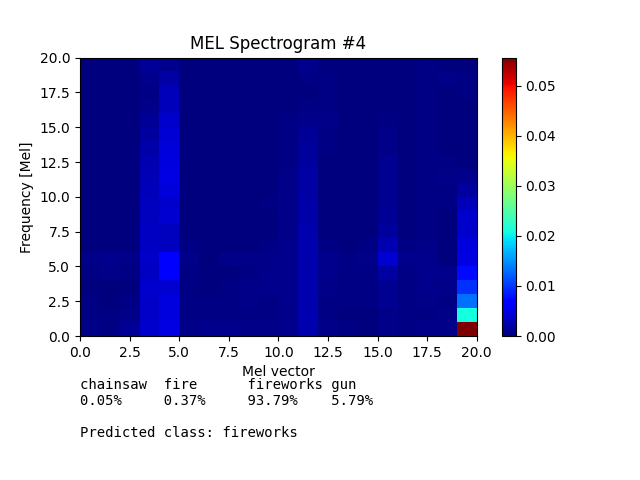 MEL Spectrogram #4
20.0
17.5
15.0
12.5
10.0
7.5
5.0
2.5
0.0
Frequency [Mel]
0.0 2.5 5.0 7.5 10.0 12.5 15.0 17.5 20.0
Mel vector
0.05
0.04
0.03
0.02
0.01
0.00
chainsaw fire fireworks gun
0.05% 0.37% 93.79% 5.79%
Predicted class: fireworks